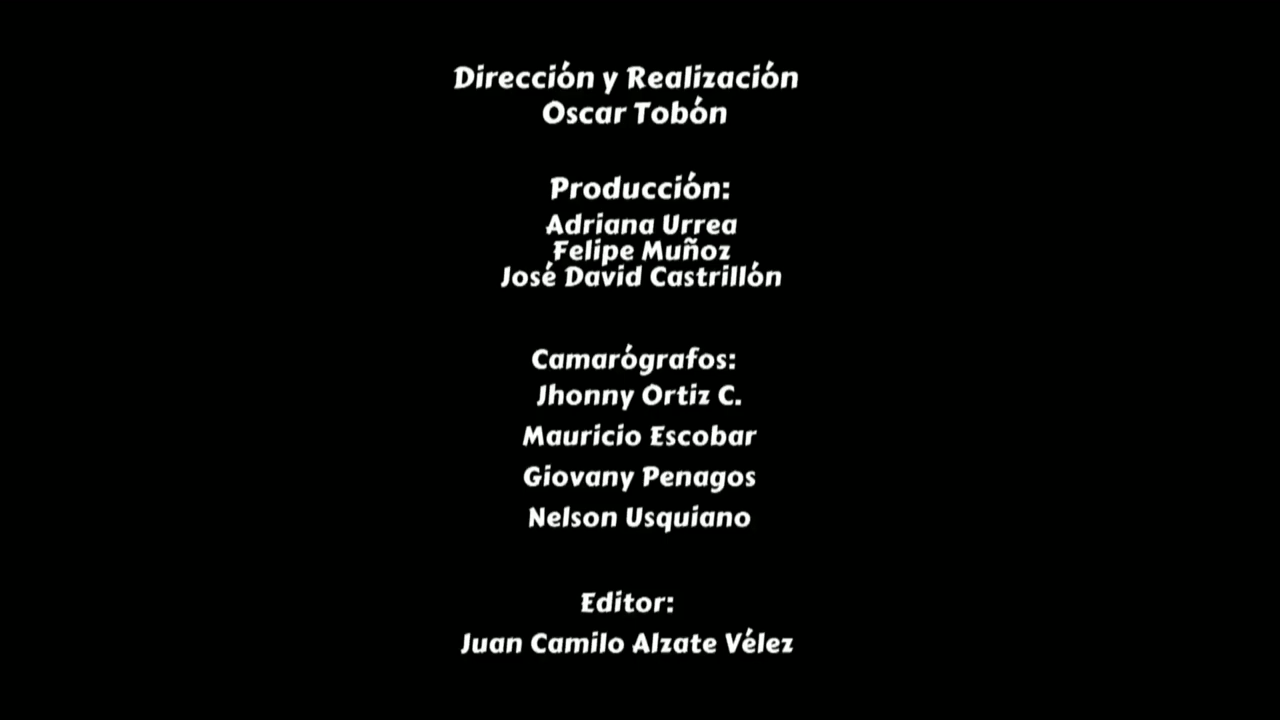 Dirección y Realización
Oscar Tobón
Producción:
Adriana Urrea
Felipe Muñoz
José David Castrillón
Camarógrafos:
Jhonny Ortiz C.
Mauricio Escobar
Giovany Penagos
Nelson Usquiano
Editor:
Juan Camilo Alzate Vélez